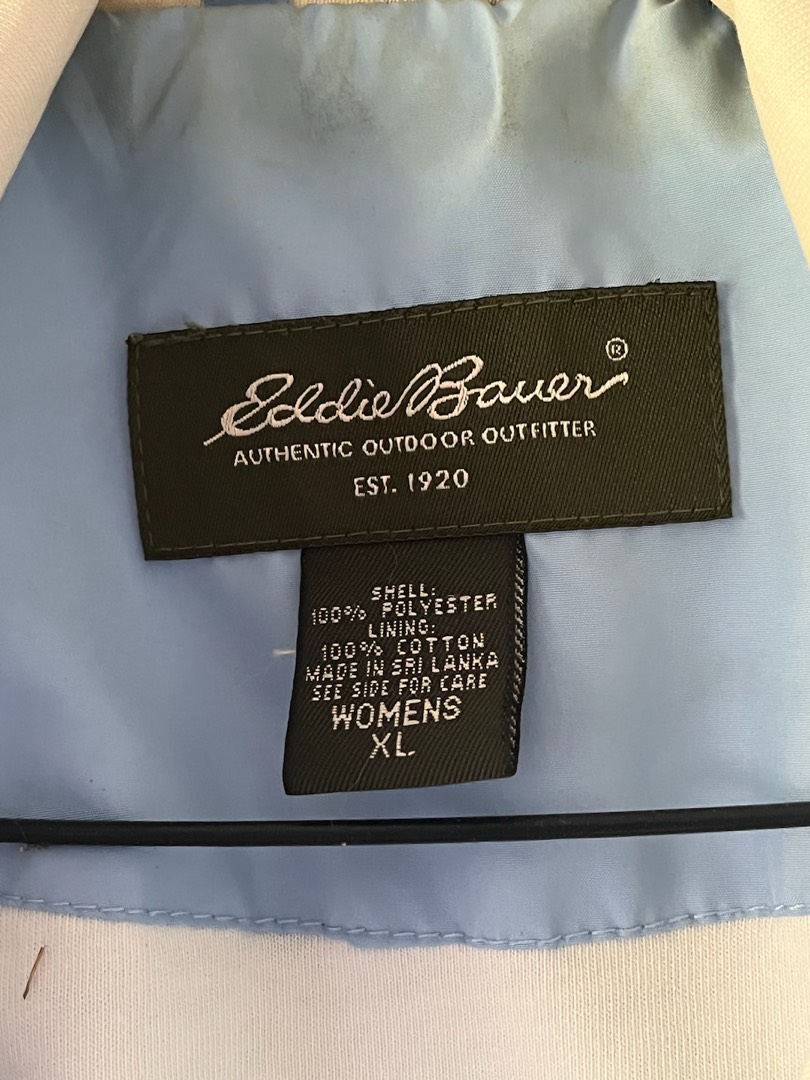 Eddie Bauer®
AUTHENTIC OUTDOOR OUTFITTER
EST. 1920
SHELL:
100% POLYESTER
LINING:
100% COTTON
MADE IN SRI LANKA
SEE SIDE FOR CARE
WOMENS
XL